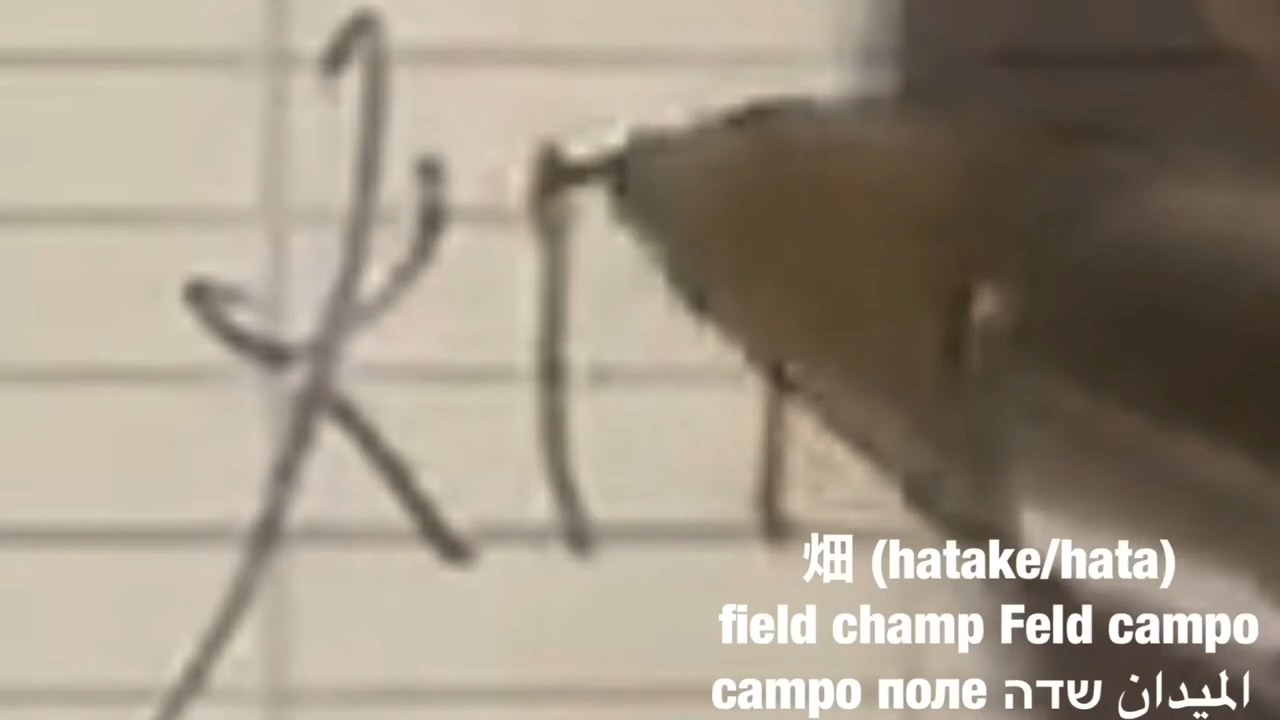 畑 (hatake/hata)
field champ Feld campo
campo поле שדה الميدان